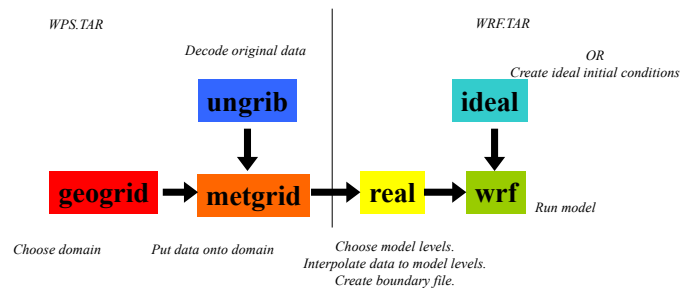 WPS.TAR
WRF.TAR
Decode original data
OR
Create ideal initial conditions
ungrib
ideal
geogrid
metgrid
real
wrf
Run model
Choose domain
Put data onto domain
Choose model levels.
Interpolate data to model levels.
Create boundary file.